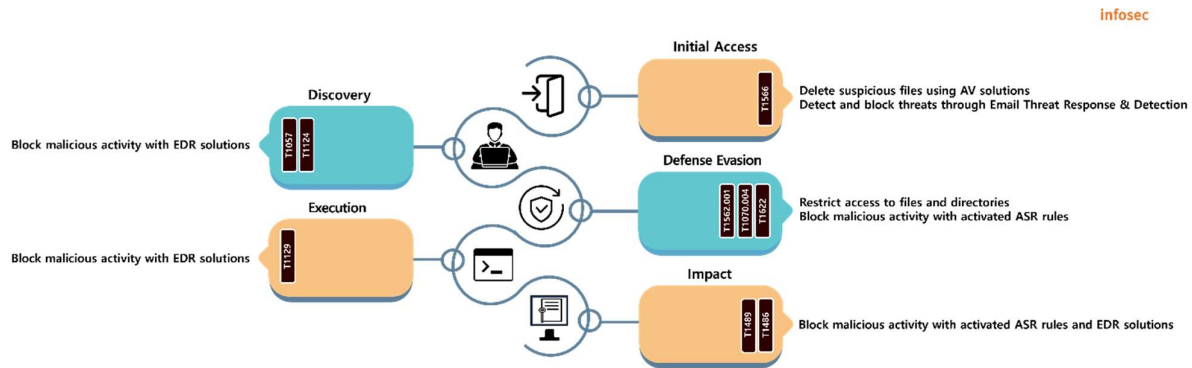 infosec
Initial Access
T1566
Delete suspicious files using AV solutions
Detect and block threats through Email Threat Response & Detection
Discovery
T1057
T1124
Block malicious activity with EDR solutions
Defense Evasion
T1562.001
T1070.004
T1622
Restrict access to files and directories
Block malicious activity with activated ASR rules
Execution
T1129
Block malicious activity with EDR solutions
>_
Impact
T1489
T1486
Block malicious activity with activated ASR rules and EDR solutions